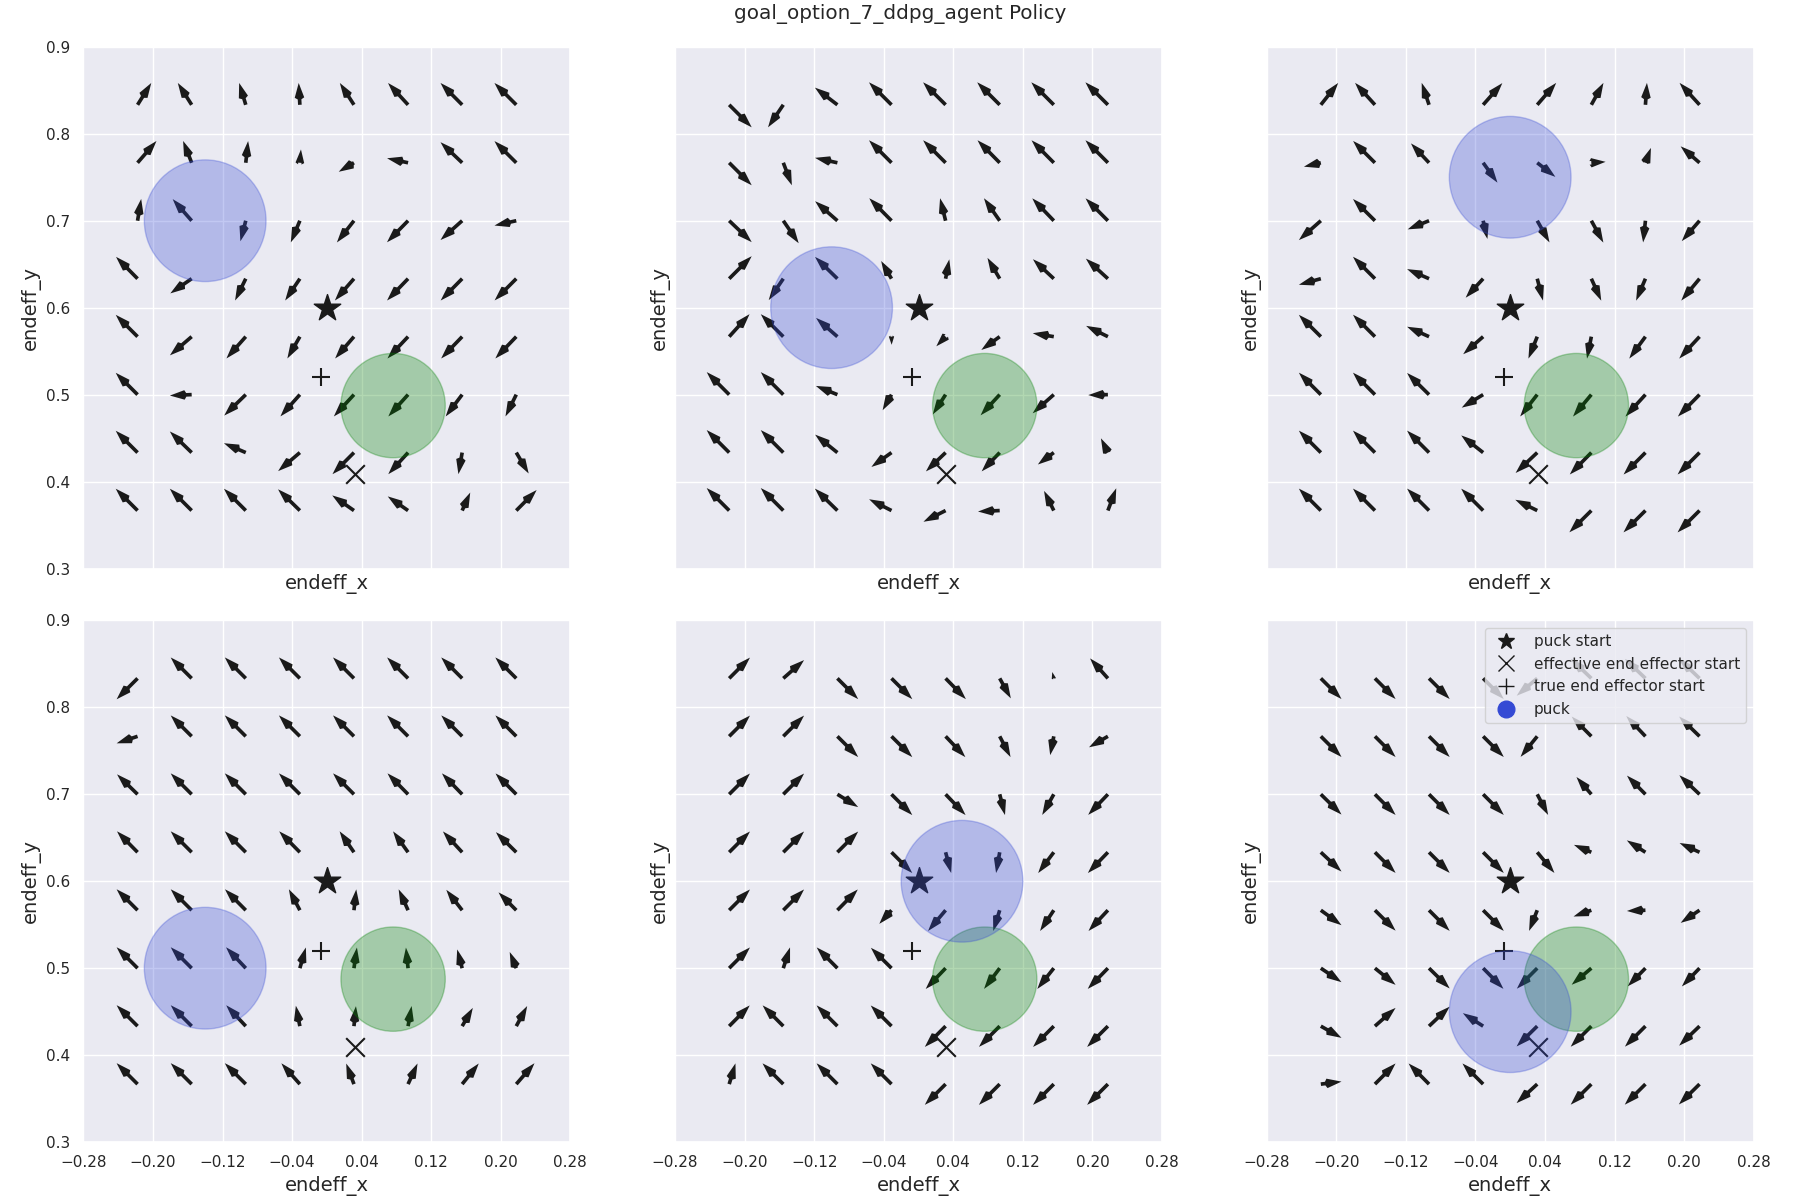 goal_option_7_ddpg_agent Policy
0.9
0.8
0.7
0.6
0.5
0.4
0.3
endeff_y
endeff_x
endeff_y
endeff_x
endeff_y
endeff_x
0.9
0.8
0.7
0.6
0.5
0.4
0.3
endeff_y
−0.28 −0.20 −0.12 −0.04 0.04 0.12 0.20 0.28
endeff_x
endeff_y
−0.28 −0.20 −0.12 −0.04 0.04 0.12 0.20 0.28
endeff_x
puck start
effective end effector start
true end effector start
puck
endeff_y
−0.28 −0.20 −0.12 −0.04 0.04 0.12 0.20 0.28
endeff_x